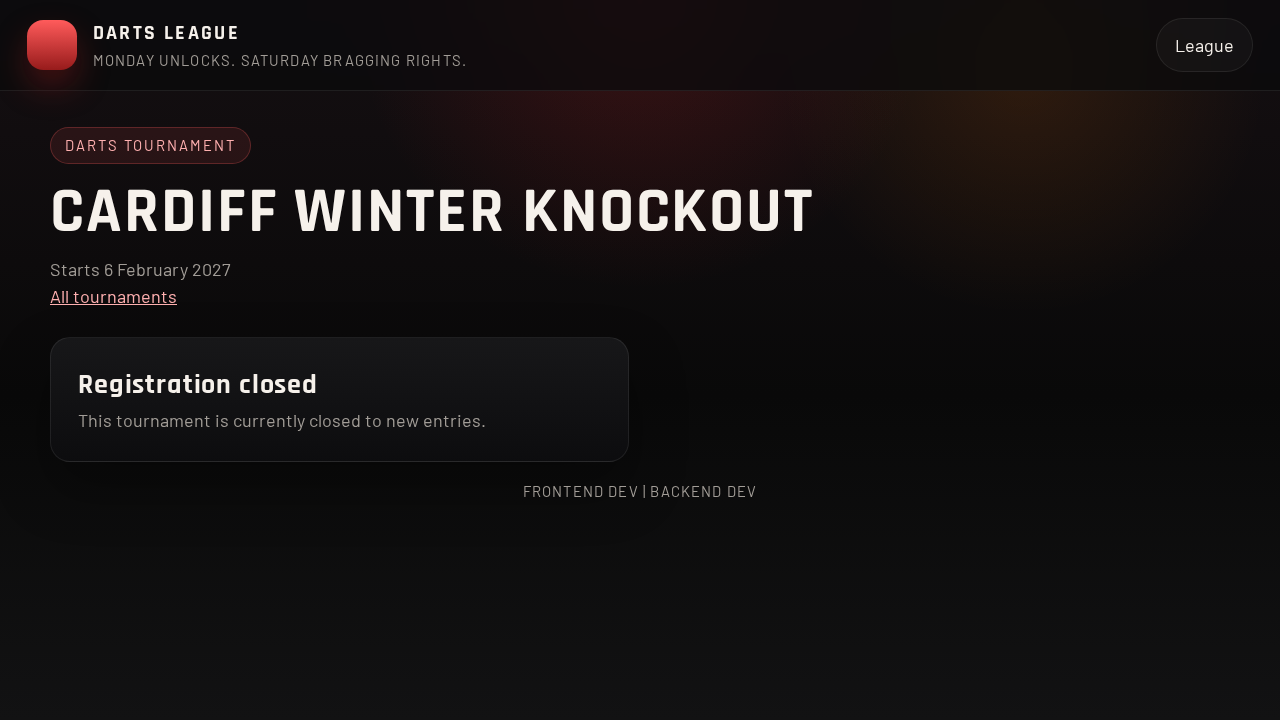 DARTS LEAGUE
MONDAY UNLOCKS. SATURDAY BRAGGING RIGHTS.
League
DARTS TOURNAMENT
CARDIFF WINTER KNOCKOUT
Starts 6 February 2027
All tournaments
Registration closed
This tournament is currently closed to new entries.
FRONTEND DEV | BACKEND DEV